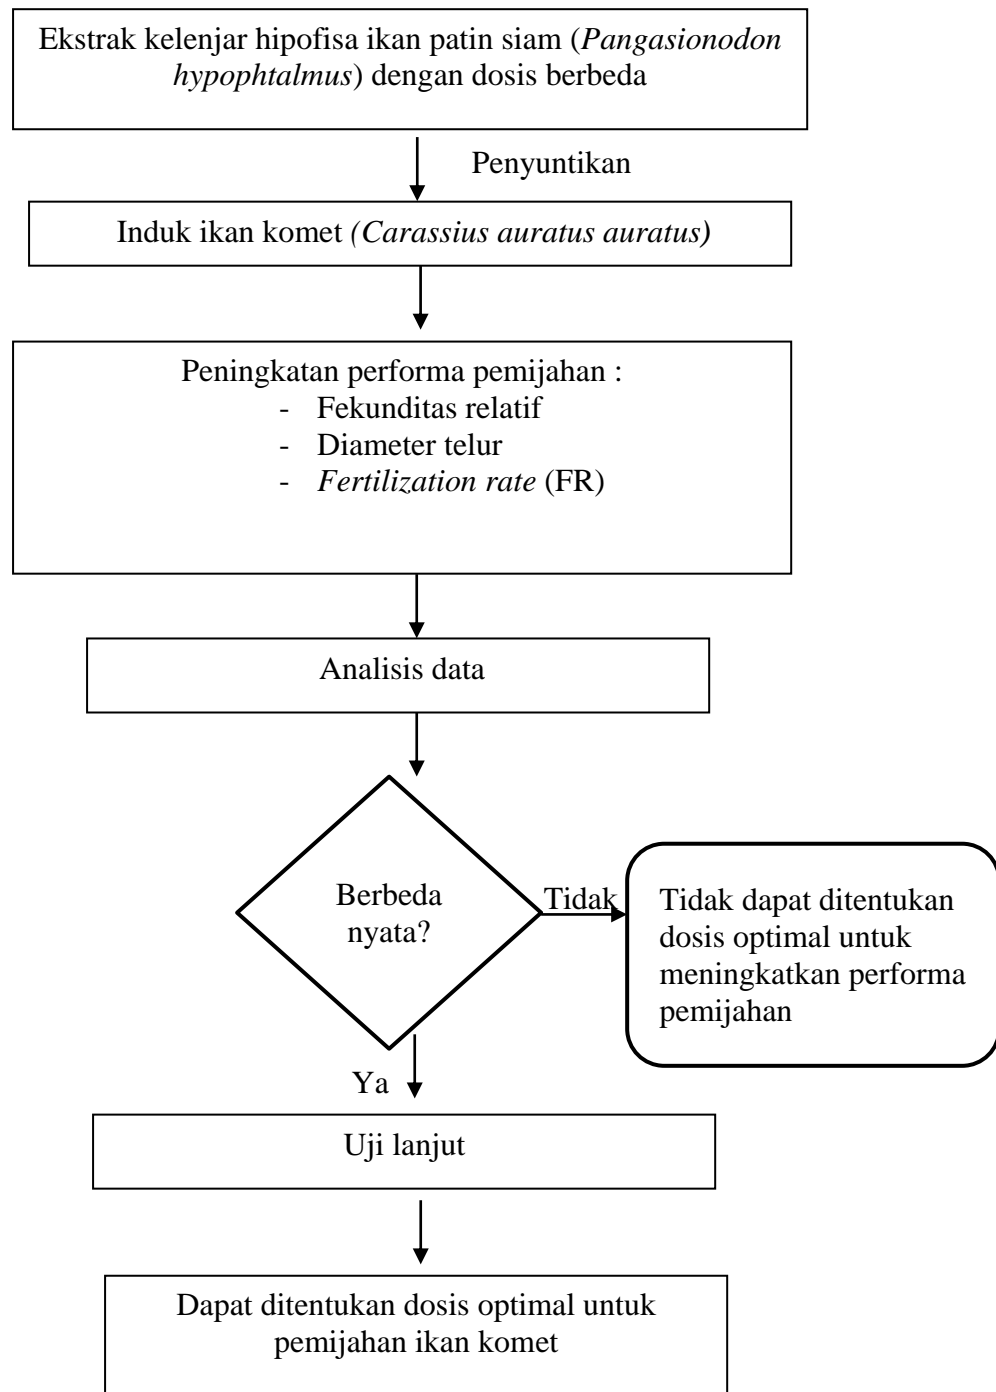 Ekstrak kelenjar hipofisa ikan patin siam (Pangasionodon
hypophtalmus) dengan dosis berbeda
Penyuntikan
Induk ikan komet (Carassius auratus auratus)
Peningkatan performa pemijahan :
- Fekunditas relatif
- Diameter telur
- Fertilization rate (FR)
Analisis data
Berbeda
nyata?
Tidak
Tidak dapat ditentukan
dosis optimal untuk
meningkatkan performa
pemijahan
Ya
Uji lanjut
Dapat ditentukan dosis optimal untuk
pemijahan ikan komet